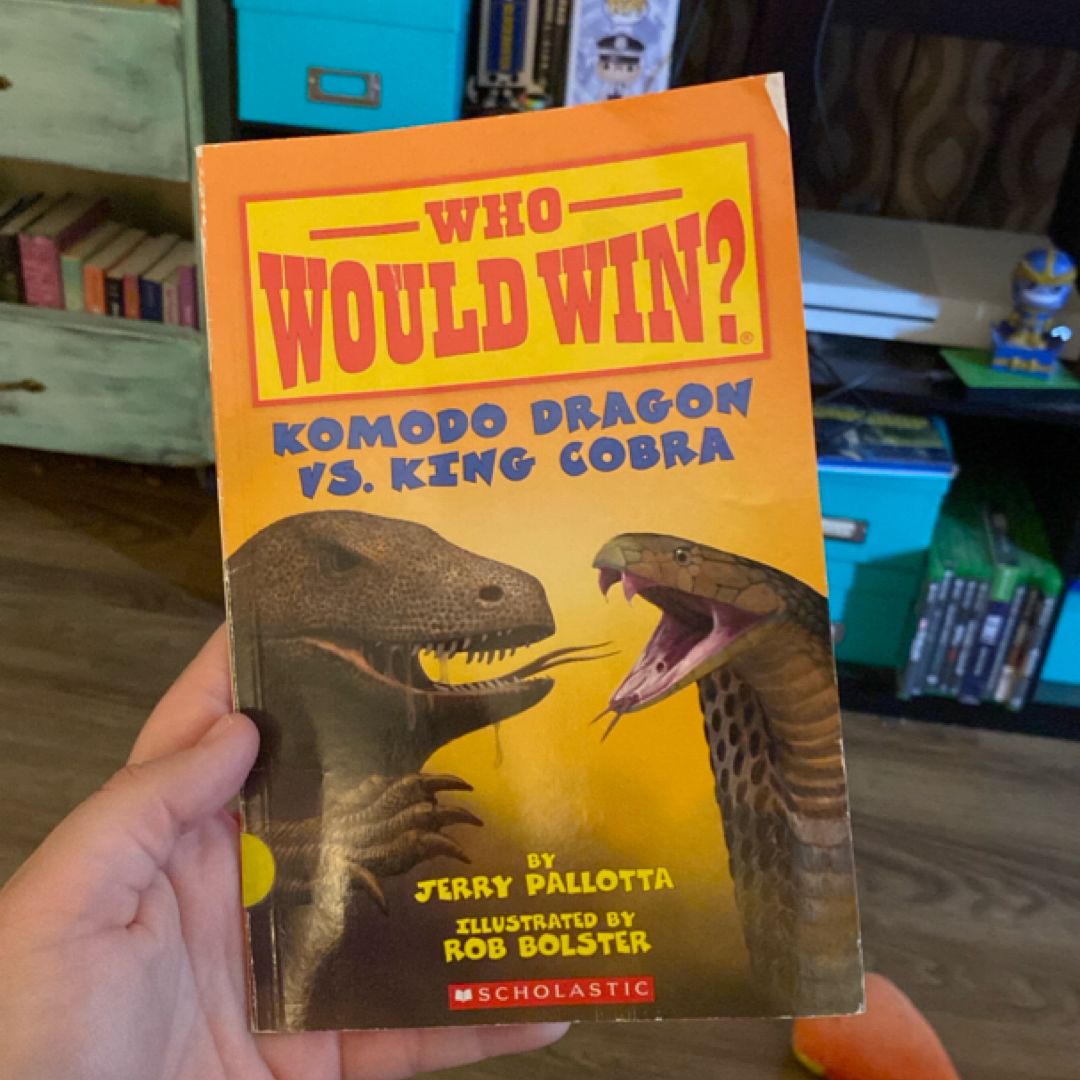 WHO
WOULD WIN?®
KOMODO DRAGON
VS. KING COBRA
BY
JERRY PALLOTTA
ILLUSTRATED BY
ROB BOLSTER
SCHOLASTIC